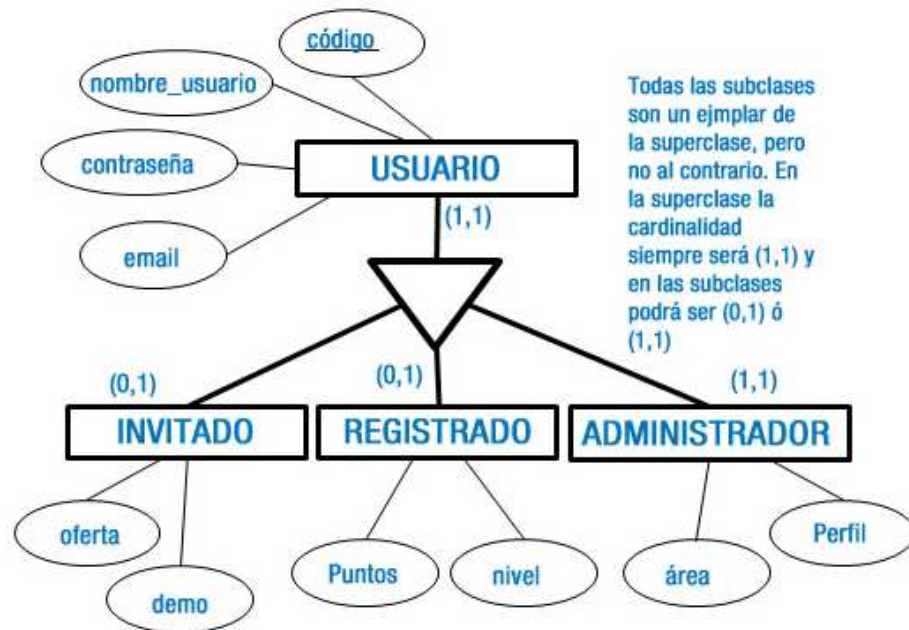 código
nombre_usuario
contraseña
email
USUARIO
(1,1)
Todas las subclases
son un ejmplar de
la superclase, pero
no al contrario. En
la superclase la
cardinalidad
siempre será (1,1) y
en las subclases
podrá ser (0,1) ó
(1,1)
(0,1)
(0,1)
(1,1)
INVITADO
REGISTRADO
ADMINISTRADOR
oferta
demo
Puntos
nivel
área
Perfil